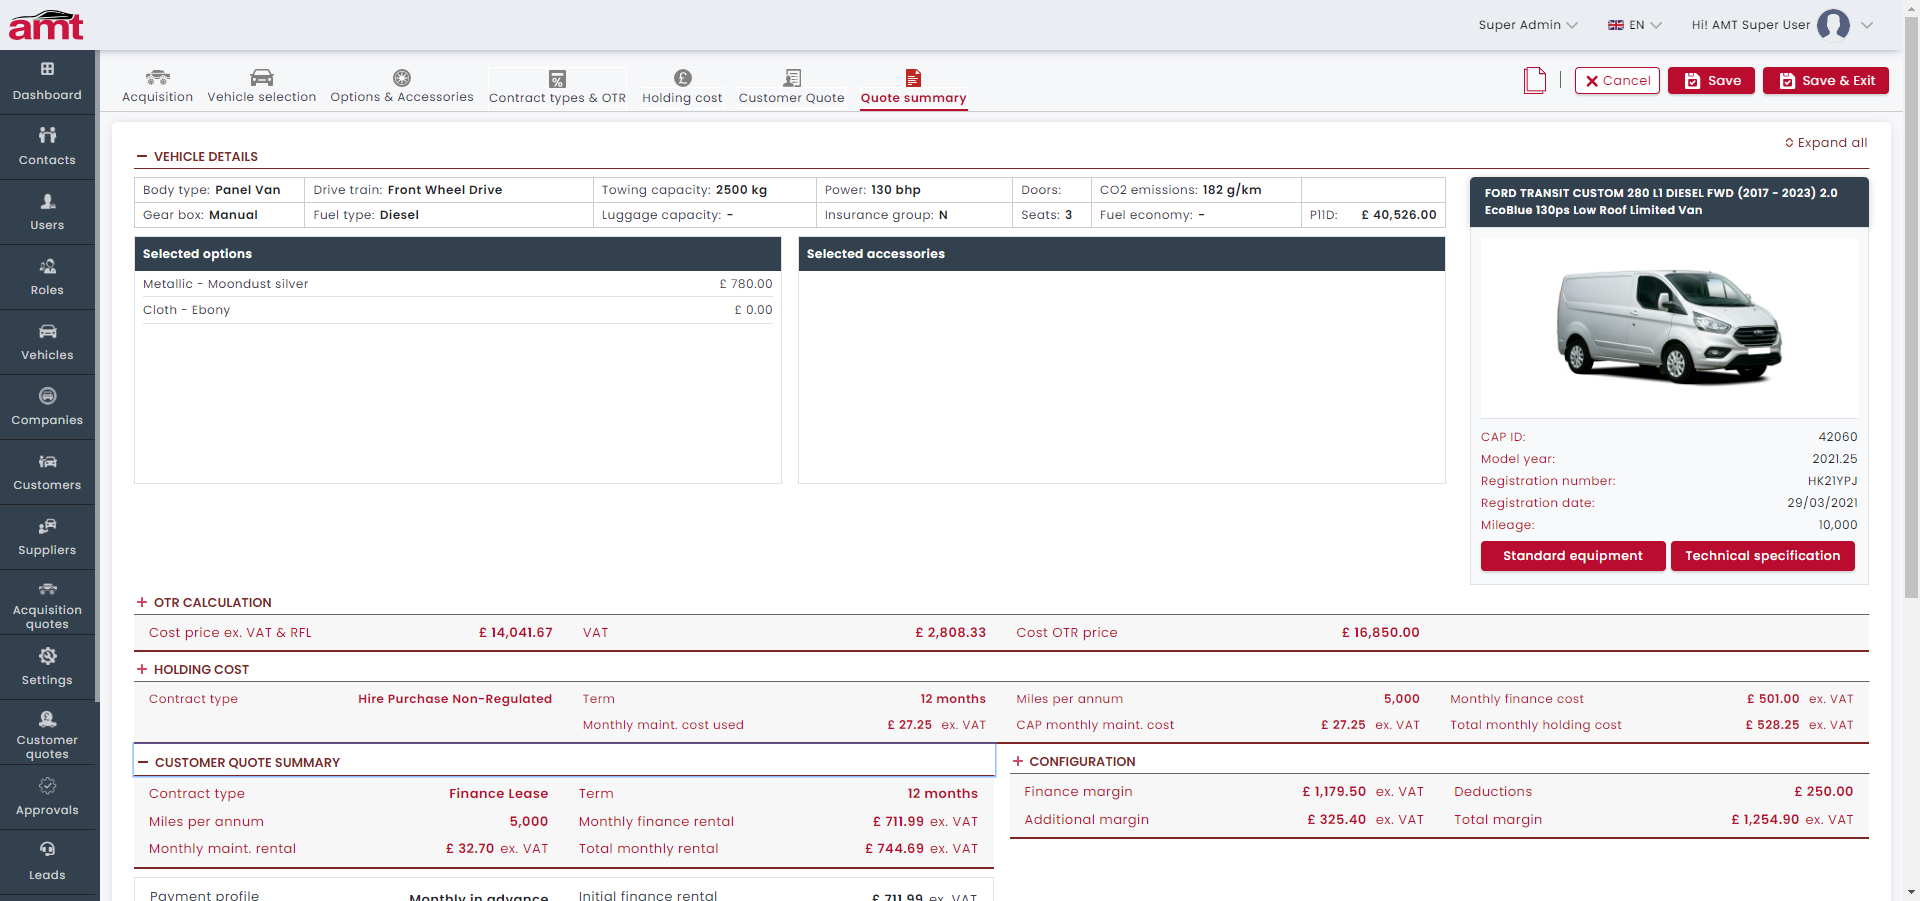 amt
Super Admin
EN
Hi! AMT Super User
Dashboard
Contacts
Users
Roles
Vehicles
Companies
Customers
Suppliers
Acquisition
quotes
Settings
Customer
quotes
Approvals
Leads
Acquisition
Vehicle selection
Options & Accessories
Contract types & OTR
Holding cost
Customer Quote
Quote summary
Cancel
Save
Save & Exit
Expand all
VEHICLE DETAILS
Body type: Panel Van
Drive train: Front Wheel Drive
Towing capacity: 2500 kg
Power: 130 bhp
Doors:
CO2 emissions: 182 g/km
Gear box: Manual
Fuel type: Diesel
Luggage capacity: -
Insurance group: N
Seats: 3
Fuel economy: -
P11D: £ 40,526.00
Selected options
Metallic - Moondust silver £ 780.00
Cloth - Ebony £ 0.00
Selected accessories
FORD TRANSIT CUSTOM 280 L1 DIESEL FWD (2017 - 2023) 2.0
EcoBlue 130ps Low Roof Limited Van
CAP ID: 42060
Model year: 2021.25
Registration number: HK21YPJ
Registration date: 29/03/2021
Mileage: 10,000
Standard equipment
Technical specification
OTR CALCULATION
Cost price ex. VAT & RFL £ 14,041.67 VAT £ 2,808.33 Cost OTR price £ 16,850.00
HOLDING COST
Contract type Hire Purchase Non-Regulated Term 12 months Miles per annum 5,000 Monthly finance cost £ 501.00 ex. VAT
Monthly maint. cost used £ 27.25 ex. VAT CAP monthly maint. cost £ 27.25 ex. VAT Total monthly holding cost £ 528.25 ex. VAT
CUSTOMER QUOTE SUMMARY
Contract type Finance Lease Term 12 months
Miles per annum 5,000 Monthly finance rental £ 711.99 ex. VAT
Monthly maint. rental £ 32.70 ex. VAT Total monthly rental £ 744.69 ex. VAT
Payment profile Monthly in advance Initial finance rental £ 711.99 ex. VAT
CONFIGURATION
Finance margin £ 1,179.50 ex. VAT Deductions £ 250.00
Additional margin £ 325.40 ex. VAT Total margin £ 1,254.90 ex. VAT